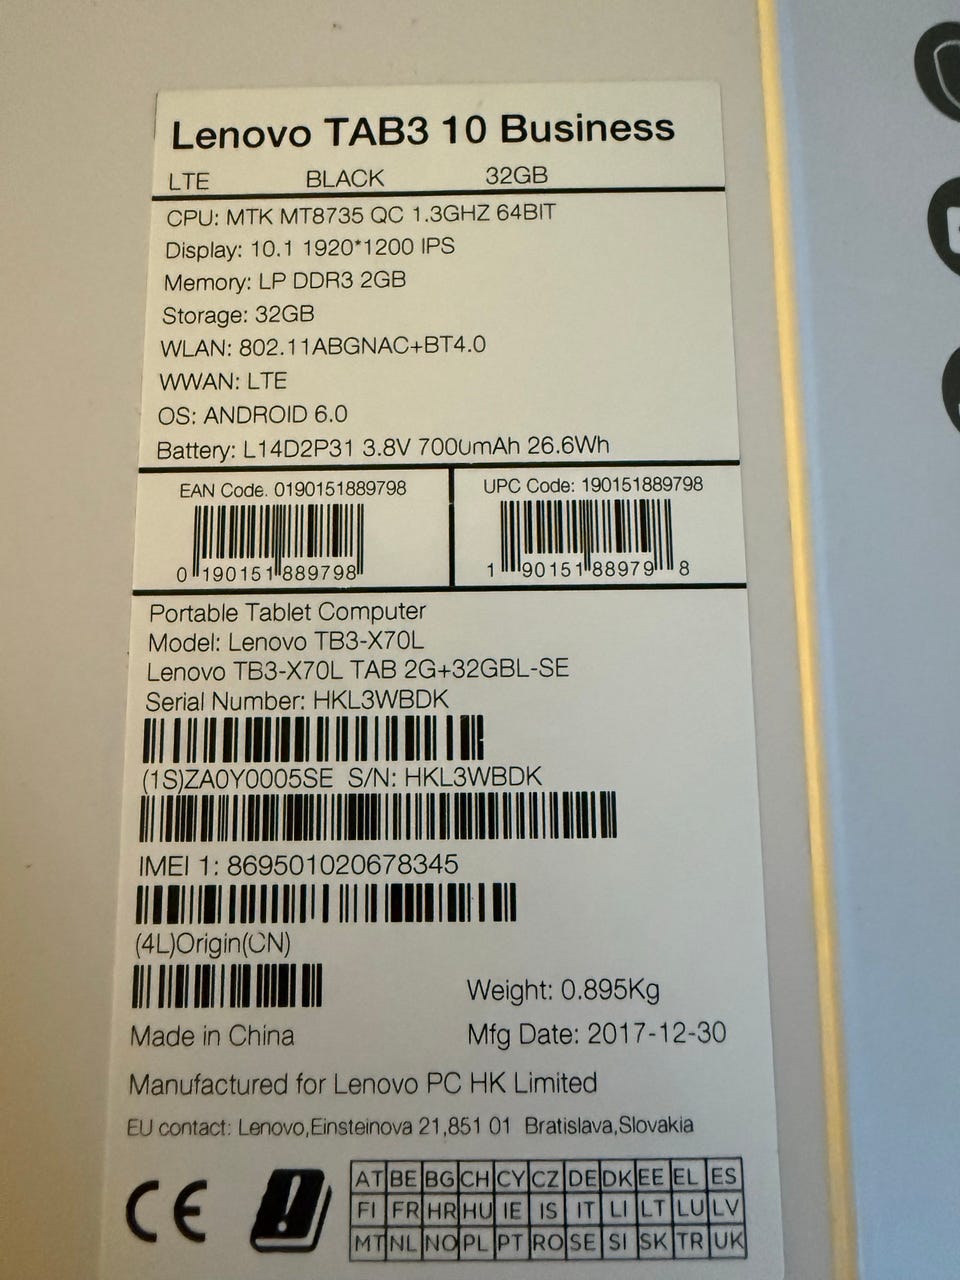 Lenovo TAB3 10 Business
LTE BLACK 32GB
CPU: MTK MT8735 QC 1.3GHZ 64BIT
Display: 10.1 1920*1200 IPS
Memory: LP DDR3 2GB
Storage: 32GB
WLAN: 802.11ABGNAC+BT4.0
WWAN: LTE
OS: ANDROID 6.0
Battery: L14D2P31 3.8V 7000mAh 26.6Wh
EAN Code. 0190151889798
0 190151 889798
UPC Code: 190151889798
1 90151 88979 8
Portable Tablet Computer
Model: Lenovo TB3-X70L
Lenovo TB3-X70L TAB 2G+32GBL-SE
Serial Number: HKL3WBDK
(1S)ZA0Y0005SE S/N: HKL3WBDK
IMEI 1: 869501020678345
(4L)Origin(CN)
Weight: 0.895Kg
Made in China
Mfg Date: 2017-12-30
Manufactured for Lenovo PC HK Limited
EU contact: Lenovo,Einsteinova 21,851 01 Bratislava,Slovakia
CE
AT BE BG CH CY CZ DE DK EE EL ES
FI FR HR HU IE IS IT LI LT LU LV
MT NL NO PL PT RO SE SI SK TR UK